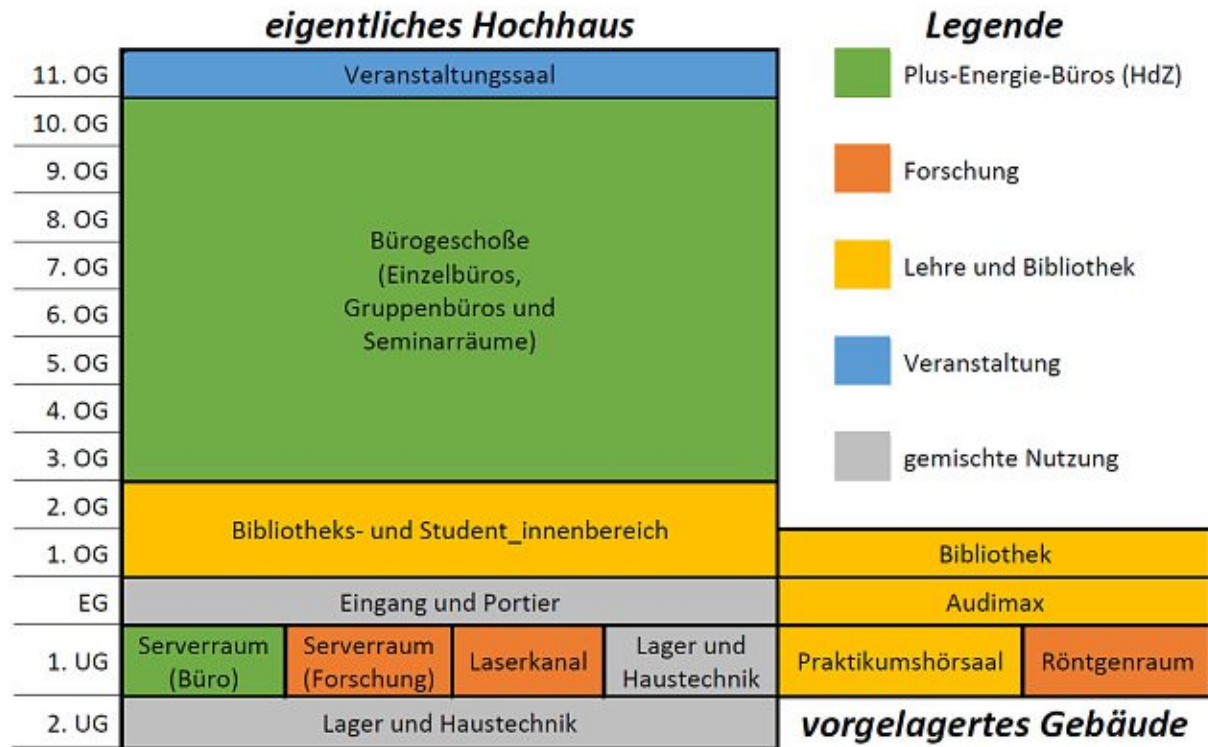 eigentliches Hochhaus
Legende
11. OG
Veranstaltungssaal
Plus-Energie-Büros (HdZ)
10. OG
9. OG
Forschung
8. OG
7. OG
Bürogeschoße
(Einzelbüros,
Gruppenbüros und
Seminarräume)
Lehre und Bibliothek
6. OG
5. OG
Veranstaltung
4. OG
3. OG
gemischte Nutzung
2. OG
Bibliotheks- und Student_innenbereich
1. OG
Bibliothek
EG
Eingang und Portier
Audimax
1. UG
Serverraum
(Büro)
Serverraum
(Forschung)
Laserkanal
Lager und
Haustechnik
Praktikumshörsaal
Röntgenraum
2. UG
Lager und Haustechnik
vorgelagertes Gebäude